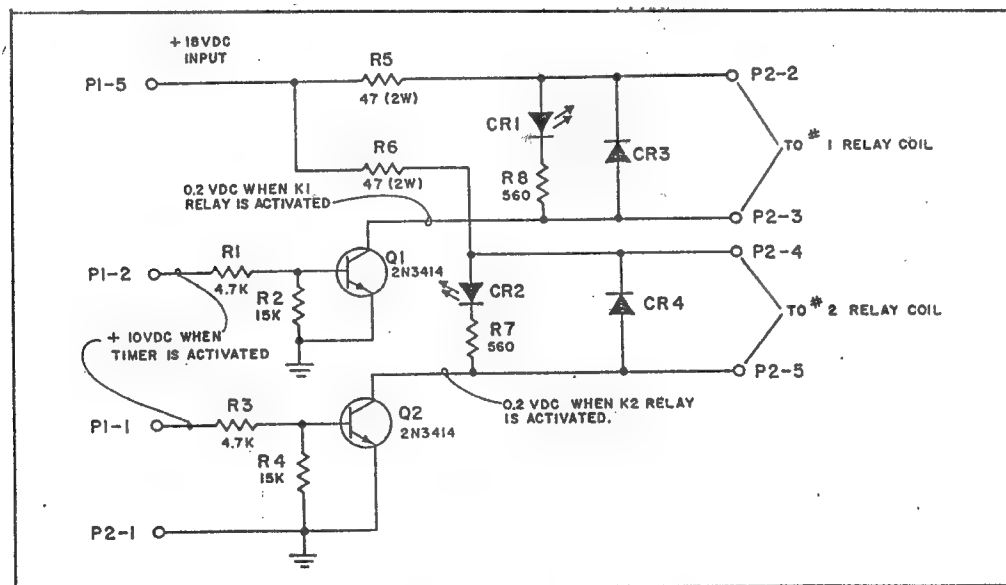 +18VDC
INPUT
P1-5
R5
47 (2W)
P2-2
CR1
CR3
R8
560
TO #1 RELAY COIL
R6
47 (2W)
0.2 VDC WHEN K1
RELAY IS ACTIVATED
P2-3
P2-4
P1-2
R1
4.7K
R2
15K
Q1
2N3414
CR2
CR4
R7
560
TO #2 RELAY COIL
+ 10VDC WHEN
TIMER IS ACTIVATED
P2-5
P1-1
R3
4.7K
R4
15K
Q2
2N3414
0.2 VDC WHEN K2 RELAY
IS ACTIVATED.
P2-1